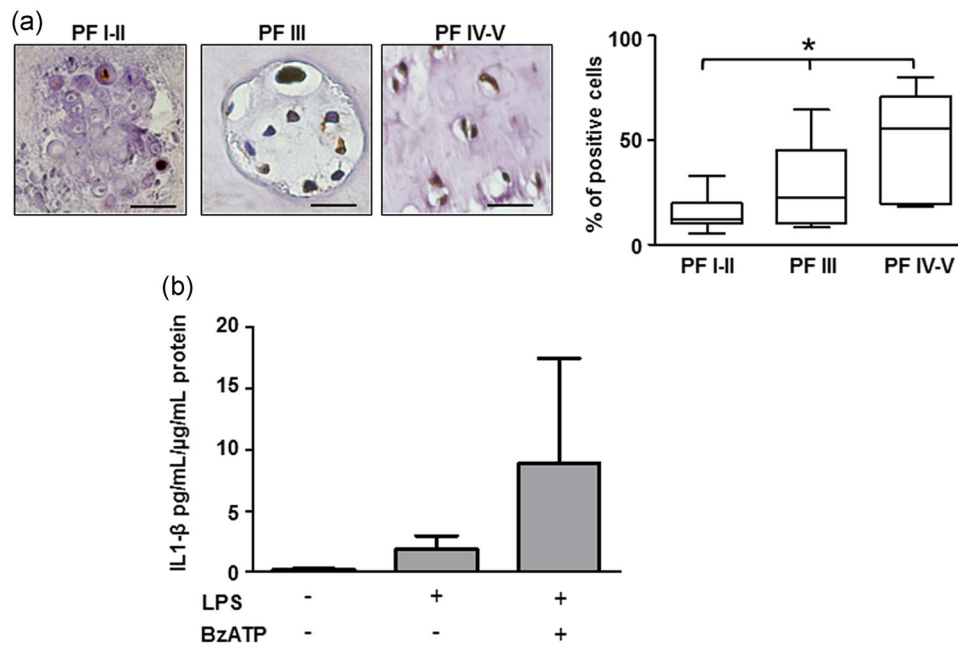 (a)
PF I-II PF III PF IV-V
% of positive cells
100
50
0
*
PF I-II PF III PF IV-V
(b)
IL1-β pg/mL/µg/mL protein
20
15
10
5
0
LPS - + +
BzATP - - +